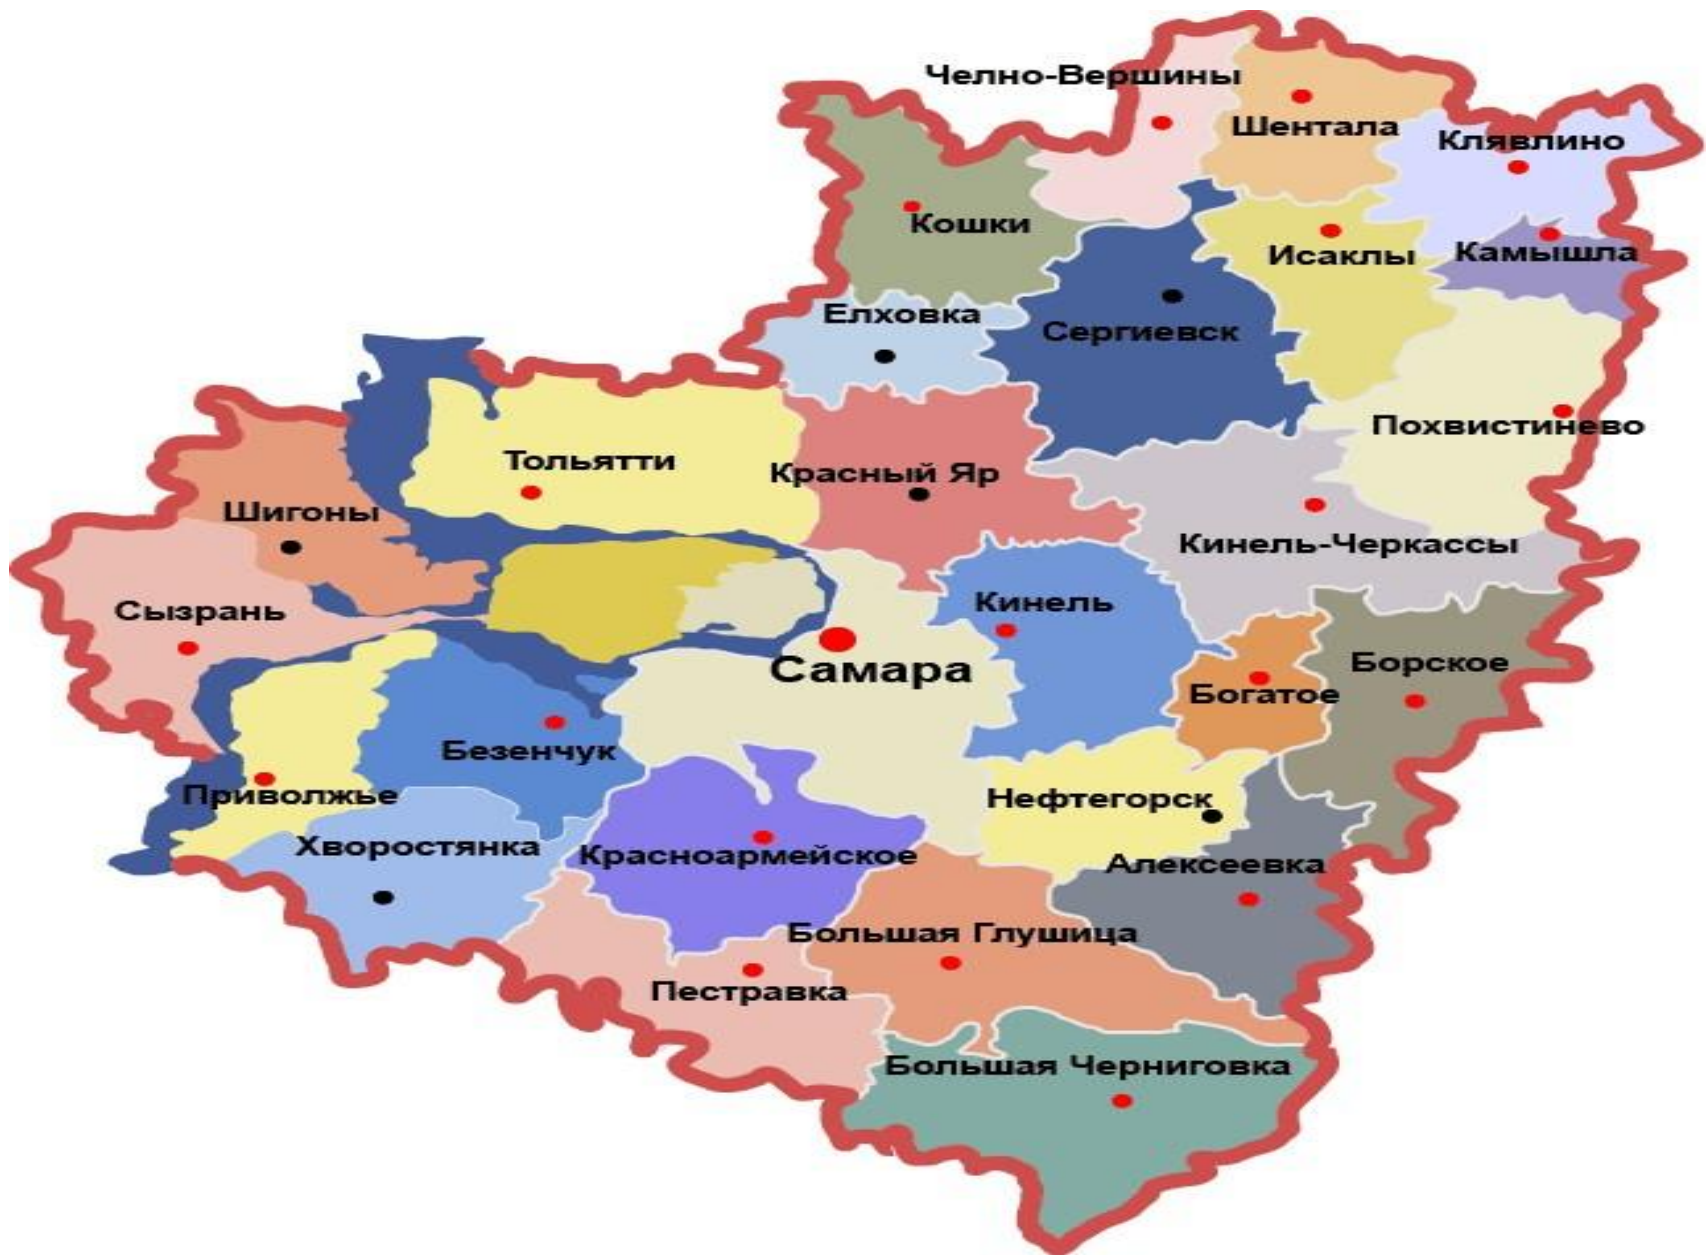 Челно-Вершины
Шентала
Клявлино
Кошки
Исаклы
Камышла
Елховка
Сергиевск
Похвистинево
Тольятти
Красный Яр
Шигоны
Кинель-Черкассы
Сызрань
Кинель
Самара
Борское
Богатое
Безенчук
Приволжье
Нефтегорск
Хворостянка
Красноармейское
Алексеевка
Большая Глушица
Пестравка
Большая Черниговка